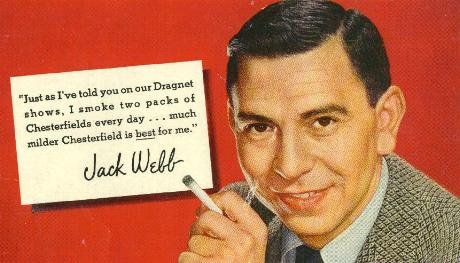 "Just as I've told you on our Dragnet
shows, I smoke two packs of
Chesterfields every day . . . much
milder Chesterfield is best for me."
Jack Webb